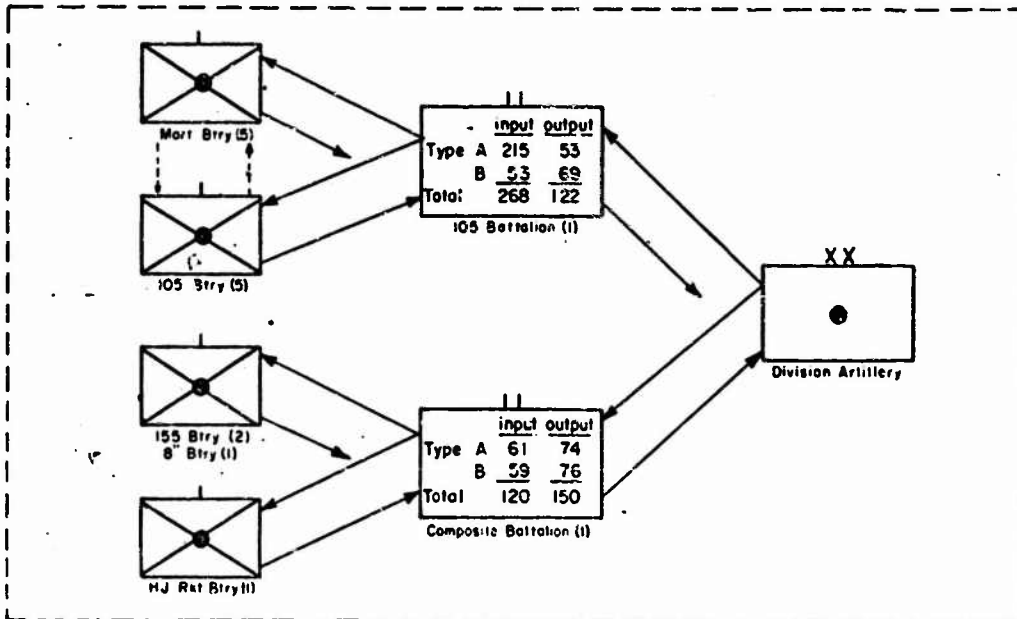 Mort Btry (5)
105 Btry (5)
input output
Type A 215 53
B 53 69
Total 268 122
105 Battalion (1)
XX
Division Artillery
155 Btry (2)
8" Btry (1)
HJ Rkt Btry (1)
input output
Type A 61 74
B 59 76
Total 120 150
Composite Battalion (1)